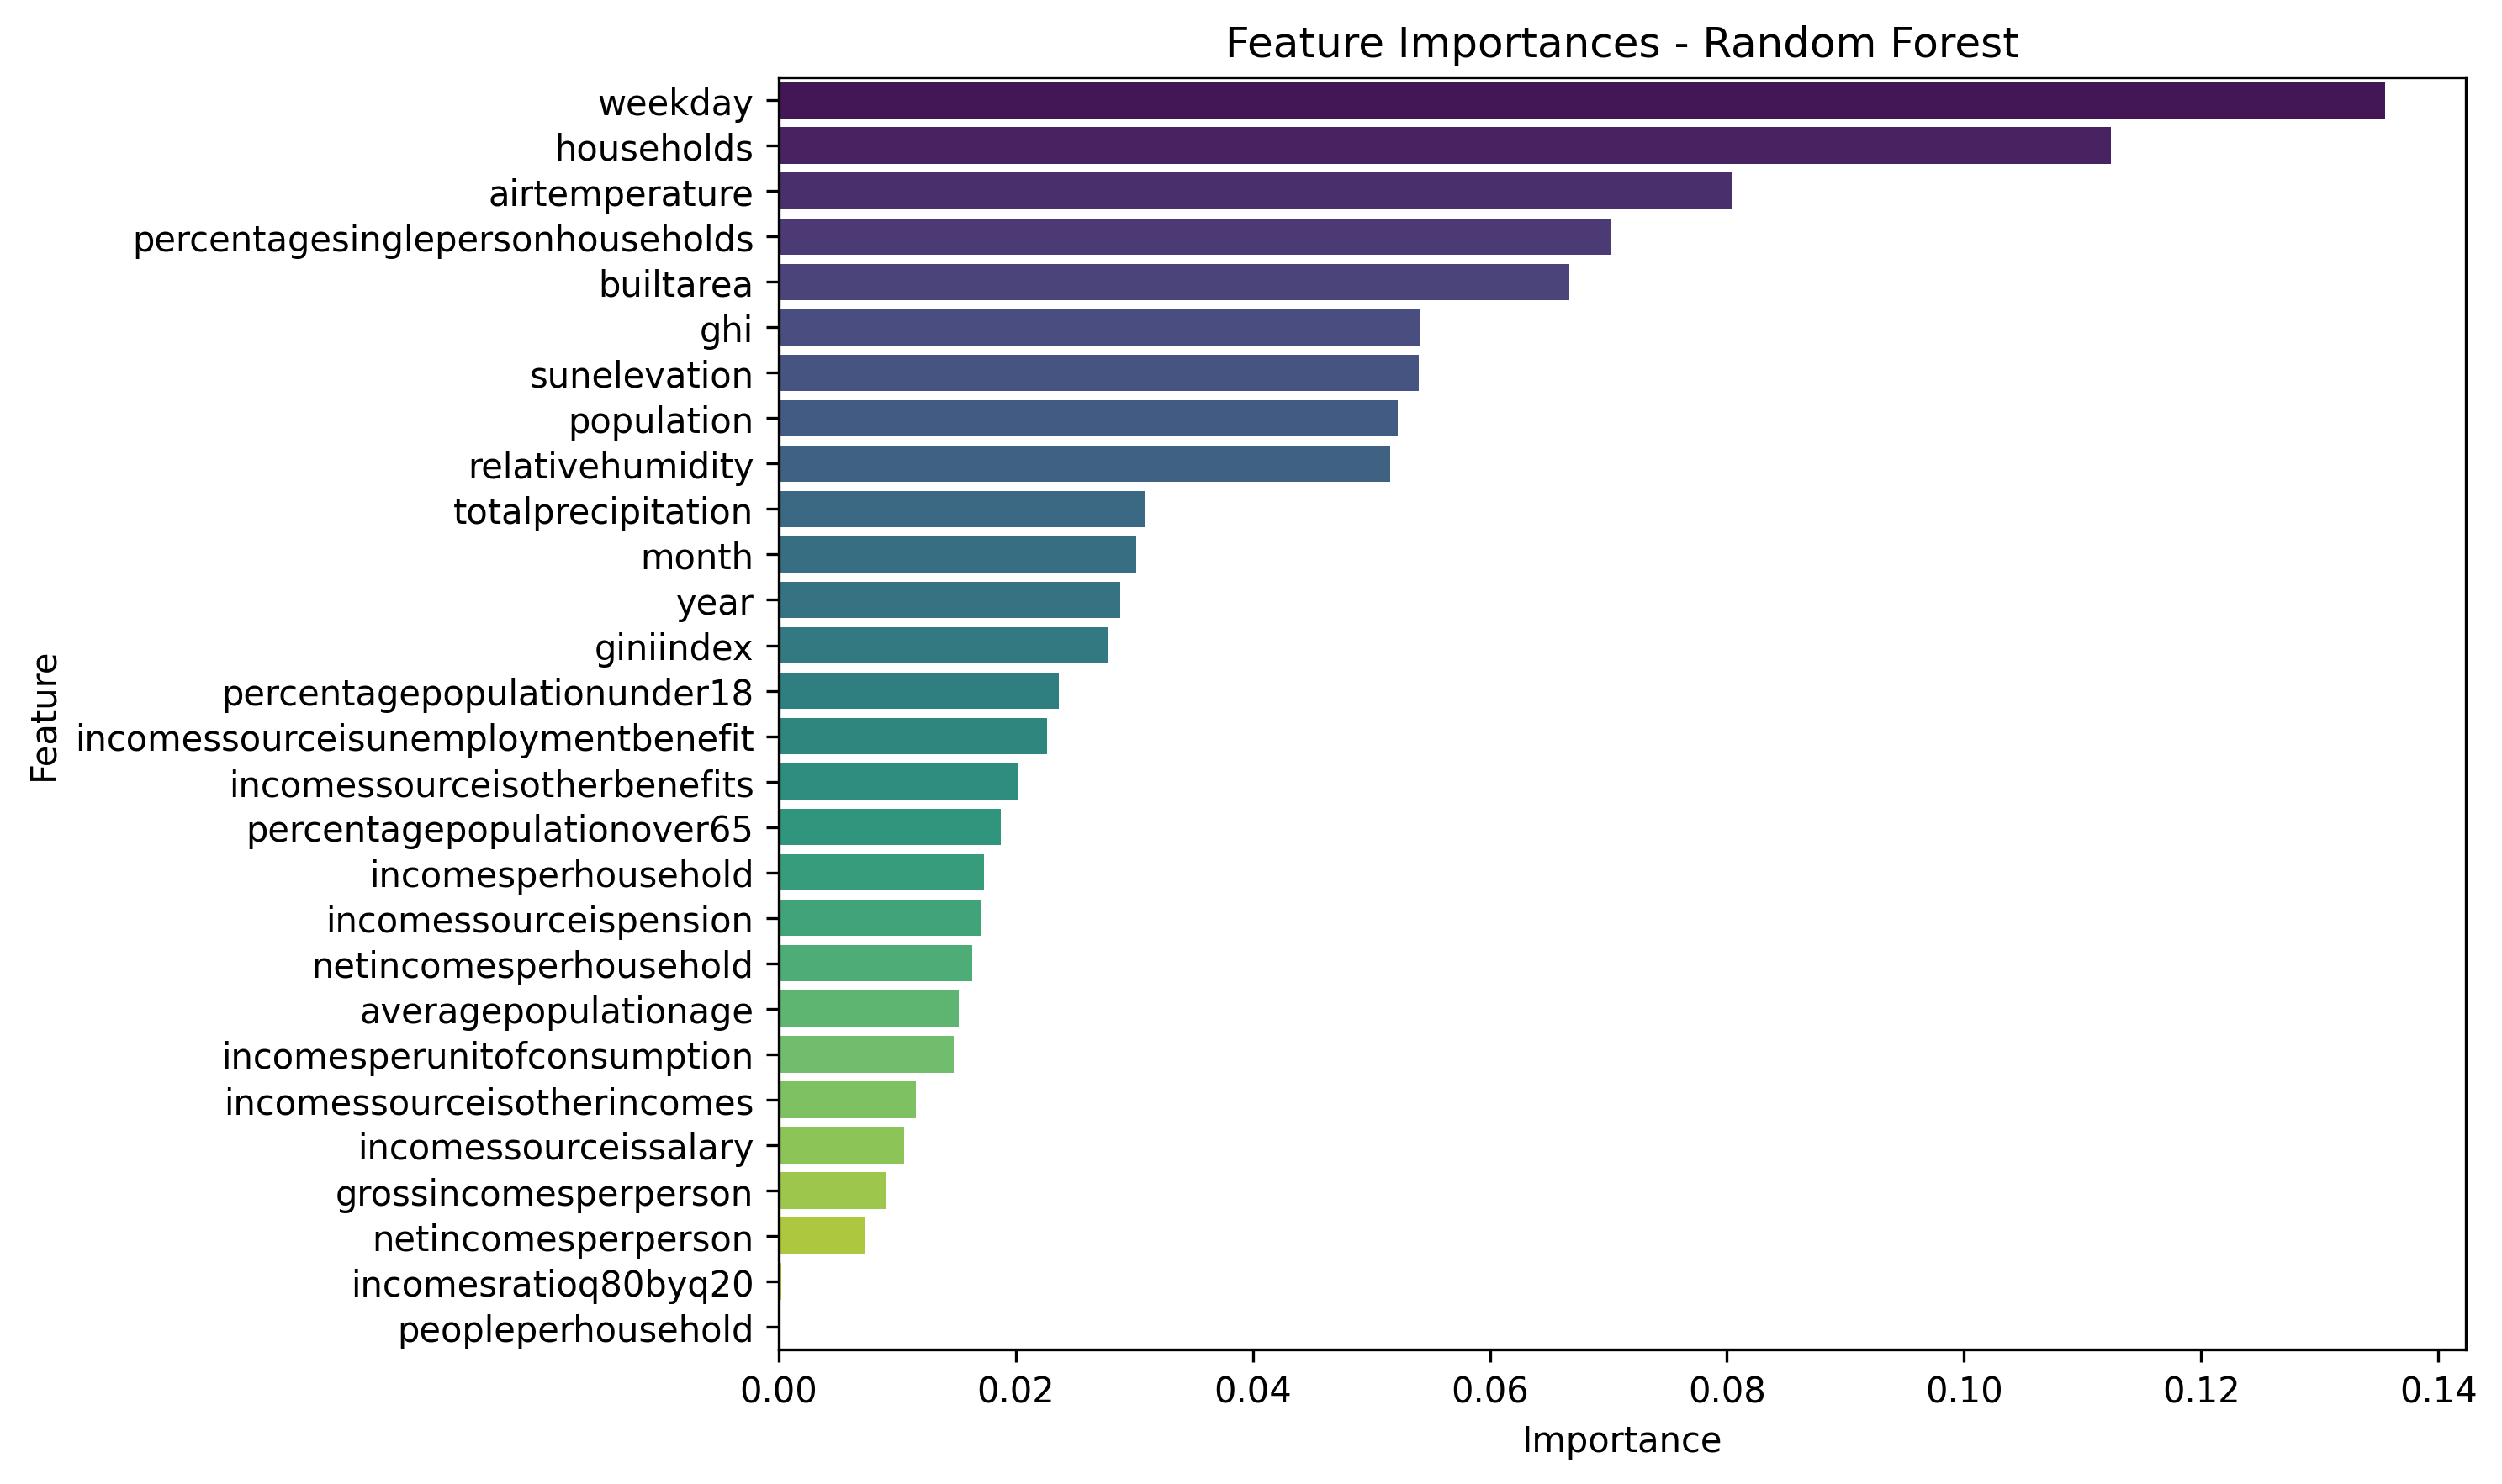 Feature Importances - Random Forest
weekday
households
airtemperature
percentagesinglepersonhouseholds
builtarea
ghi
sunelevation
population
relativehumidity
totalprecipitation
month
year
giniindex
percentagepopulationunder18
incomessourceisunemploymentbenefit
incomessourceisotherbenefits
percentagepopulationover65
incomesperhousehold
incomessourceispension
netincomesperhousehold
averagepopulationage
incomesperunitofconsumption
incomessourceisotherincomes
incomessourceissalary
grossincomesperperson
netincomesperperson
incomesratioq80byq20
peopleperhousehold
Feature
0.00 0.02 0.04 0.06 0.08 0.10 0.12 0.14
Importance